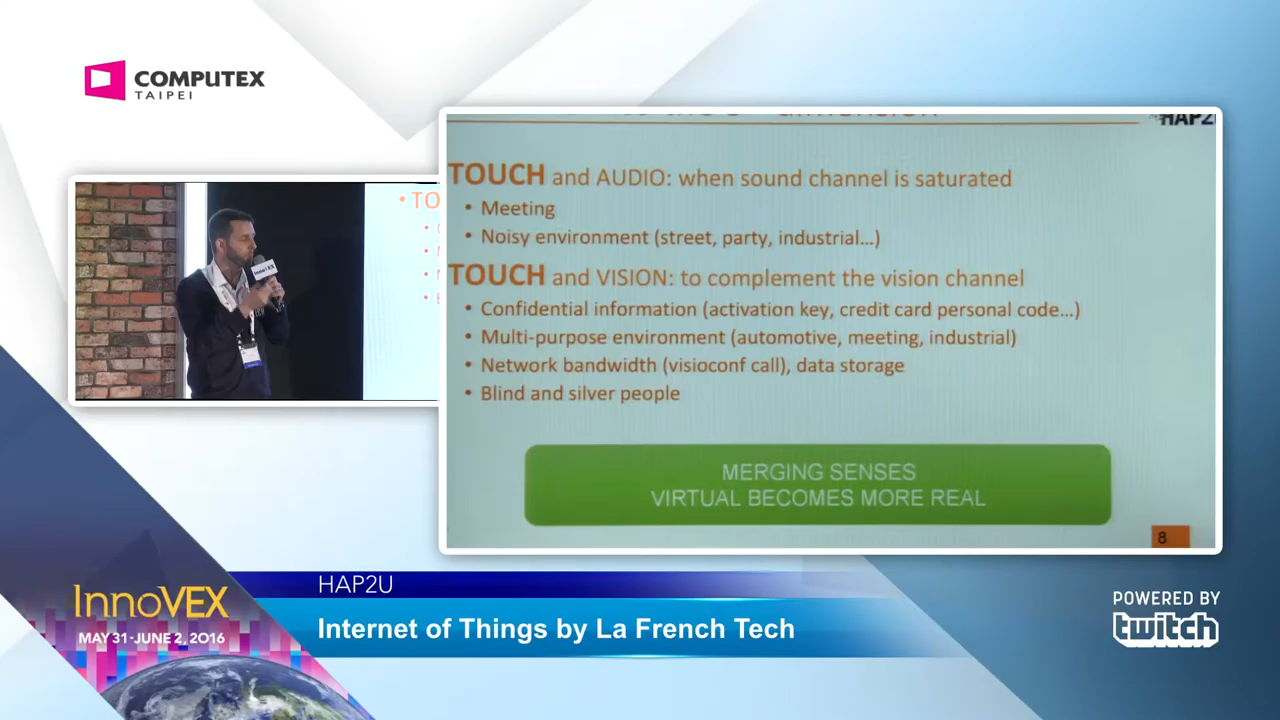 COMPUTEX
TAIPEI
HAP2
TOUCH and AUDIO: when sound channel is saturated
• Meeting
• Noisy environment (street, party, industrial...)
TOUCH and VISION: to complement the vision channel
• Confidential information (activation key, credit card personal code...)
• Multi-purpose environment (automotive, meeting, industrial)
• Network bandwidth (visioconf call), data storage
• Blind and silver people
MERGING SENSES
VIRTUAL BECOMES MORE REAL
8
• TO
InnoVEX
MAY 31-JUNE 2, 2016
HAP2U
Internet of Things by La French Tech
POWERED BY
twitch